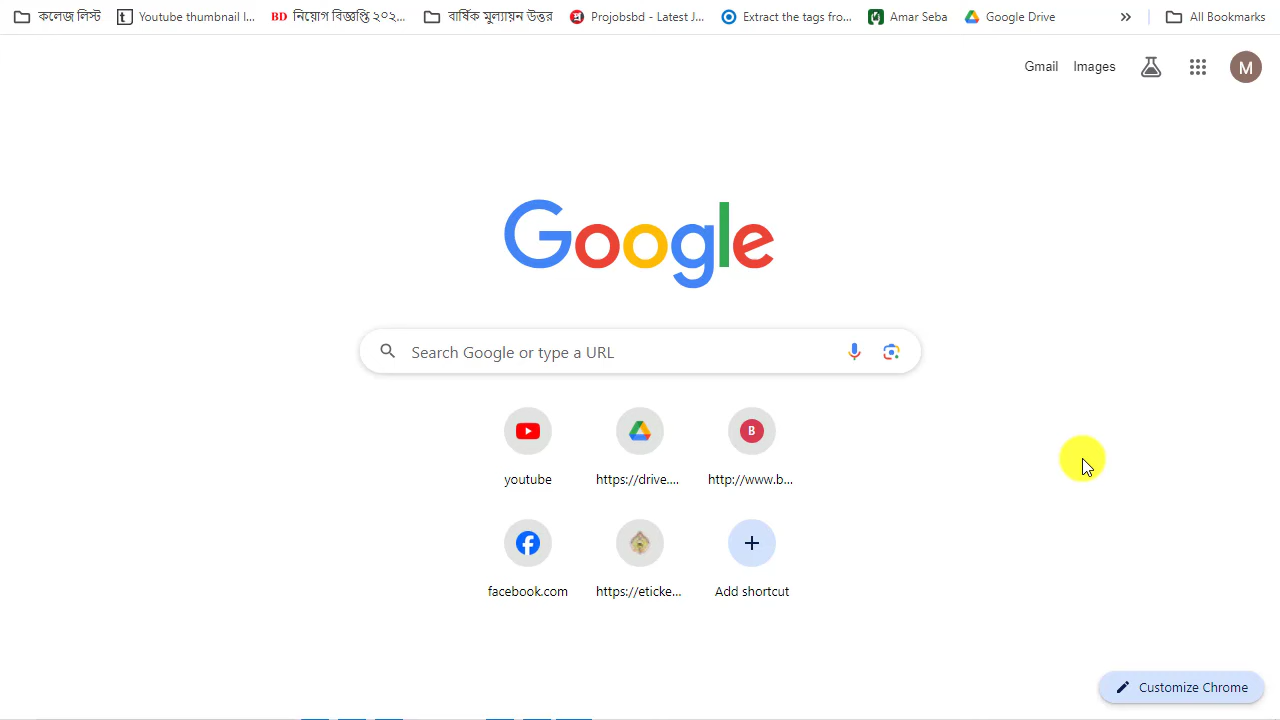 কলেজ লিস্ট Youtube thumbnail l... BD নিয়োগ বিজ্ঞপ্তি ২০২... বার্ষিক মুল্যায়ন উত্তর Projobsbd - Latest J... Extract the tags fro... Amar Seba Google Drive » All Bookmarks
Gmail Images M
Google
Search Google or type a URL
B
youtube https://drive.... http://www.b...
facebook.com https://eticke... Add shortcut
Customize Chrome